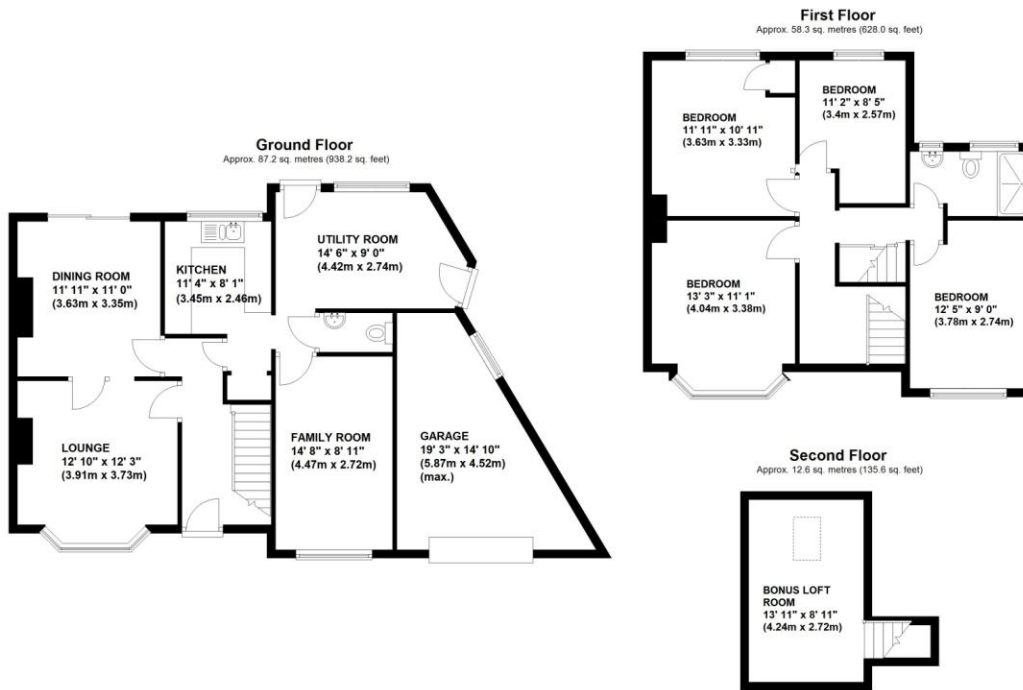 Ground Floor
Approx. 87.2 sq. metres (938.2 sq. feet)
DINING ROOM
11' 11" x 11' 0"
(3.63m x 3.35m)
KITCHEN
11' 4" x 8' 1"
(3.45m x 2.46m)
UTILITY ROOM
14' 6" x 9' 0"
(4.42m x 2.74m)
LOUNGE
12' 10" x 12' 3"
(3.91m x 3.73m)
FAMILY ROOM
14' 8" x 8' 11"
(4.47m x 2.72m)
GARAGE
19' 3" x 14' 10"
(5.87m x 4.52m)
(max.)
First Floor
Approx. 58.3 sq. metres (628.0 sq. feet)
BEDROOM
11' 11" x 10' 11"
(3.63m x 3.33m)
BEDROOM
11' 2" x 8' 5"
(3.4m x 2.57m)
BEDROOM
13' 3" x 11' 1"
(4.04m x 3.38m)
BEDROOM
12' 5" x 9' 0"
(3.78m x 2.74m)
Second Floor
Approx. 12.6 sq. metres (135.6 sq. feet)
BONUS LOFT
ROOM
13' 11" x 8' 11"
(4.24m x 2.72m)